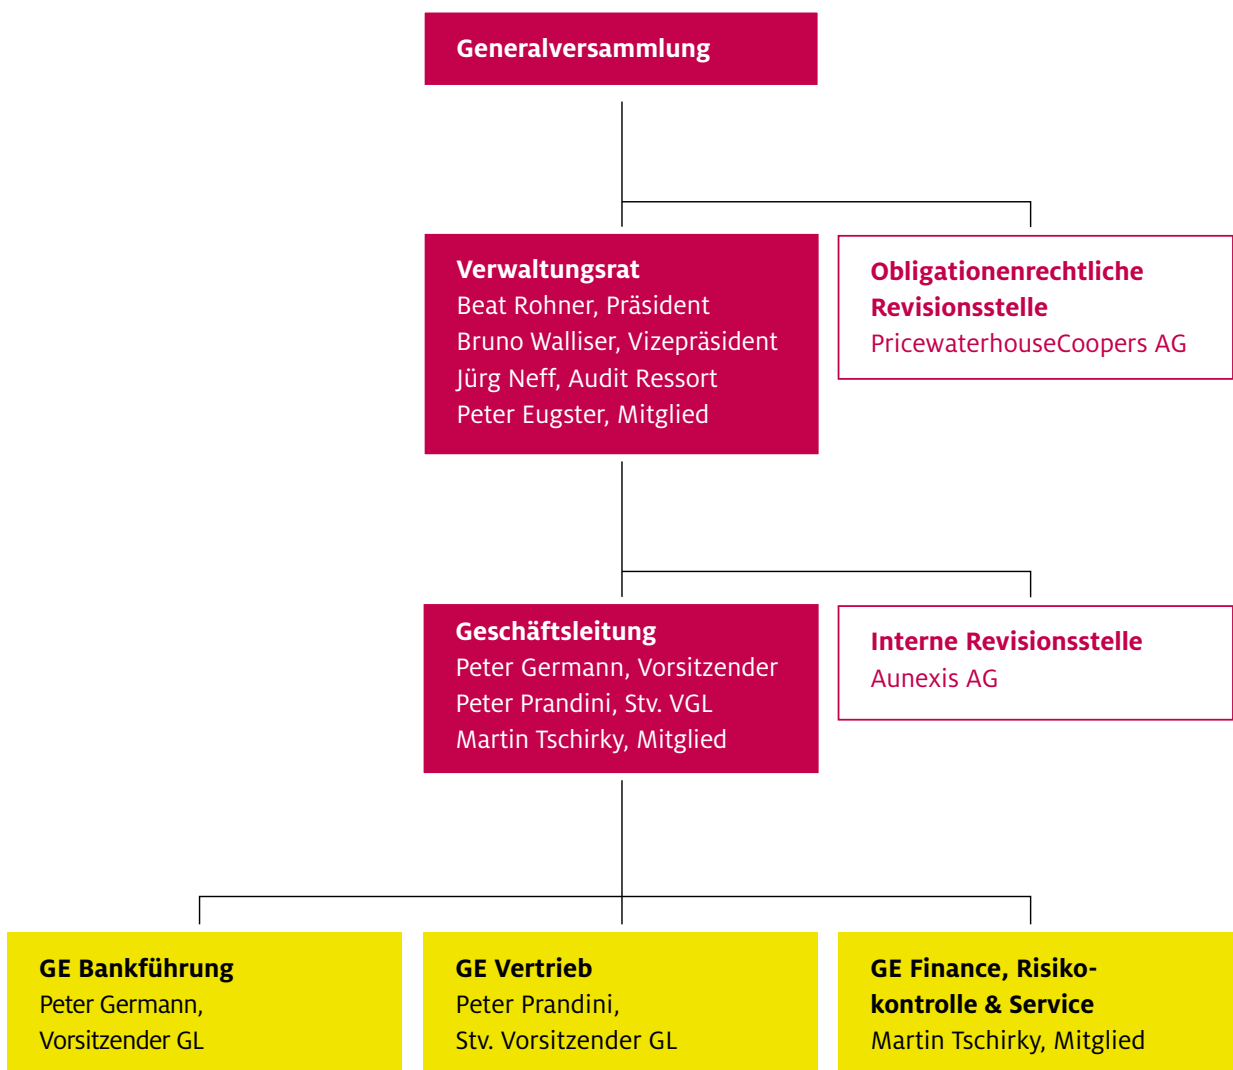 Generalversammlung
Verwaltungsrat
Beat Rohner, Präsident
Bruno Walliser, Vizepräsident
Jürg Neff, Audit Ressort
Peter Eugster, Mitglied
Obligationenrechtliche
Revisionsstelle
PricewaterhouseCoopers AG
Geschäftsleitung
Peter Germann, Vorsitzender
Peter Prandini, Stv. VGL
Martin Tschirky, Mitglied
Interne Revisionsstelle
Aunexis AG
GE Bankführung
Peter Germann,
Vorsitzender GL
GE Vertrieb
Peter Prandini,
Stv. Vorsitzender GL
GE Finance, Risiko-
kontrolle & Service
Martin Tschirky, Mitglied